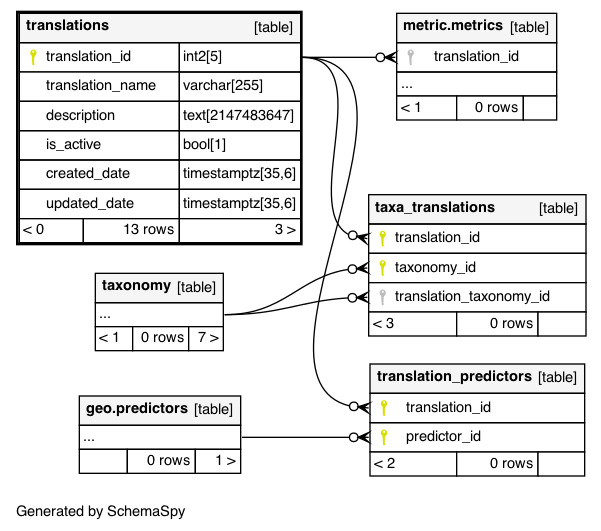 translations [table]
translation_id int2[5]
translation_name varchar[255]
description text[2147483647]
is_active bool[1]
created_date timestamptz[35,6]
updated_date timestamptz[35,6]
< 0 13 rows 3 >
metric.metrics [table]
translation_id
...
< 1 0 rows
taxa_translations [table]
translation_id
taxonomy_id
translation_taxonomy_id
< 3 0 rows
taxonomy [table]
...
< 1 0 rows 7 >
translation_predictors [table]
translation_id
predictor_id
< 2 0 rows
geo.predictors [table]
...
0 rows 1 >
Generated by SchemaSpy